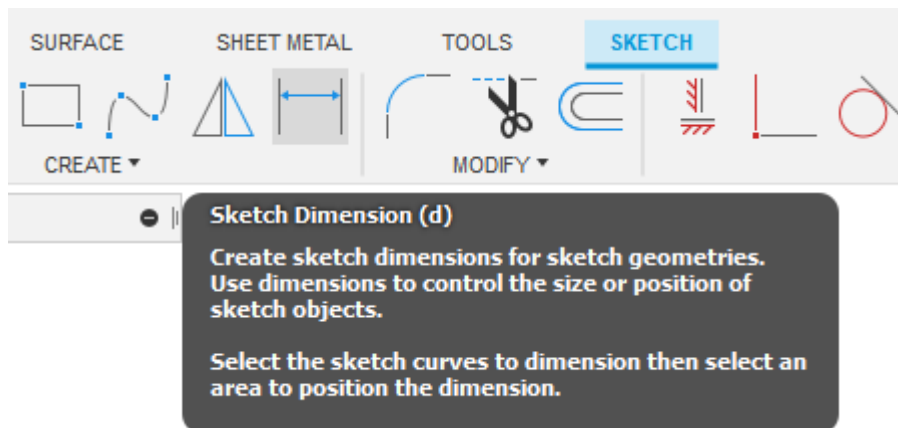 SURFACE SHEET METAL TOOLS SKETCH
CREATE ▾ MODIFY ▾
Sketch Dimension (d)
Create sketch dimensions for sketch geometries.
Use dimensions to control the size or position of
sketch objects.
Select the sketch curves to dimension then select an
area to position the dimension.